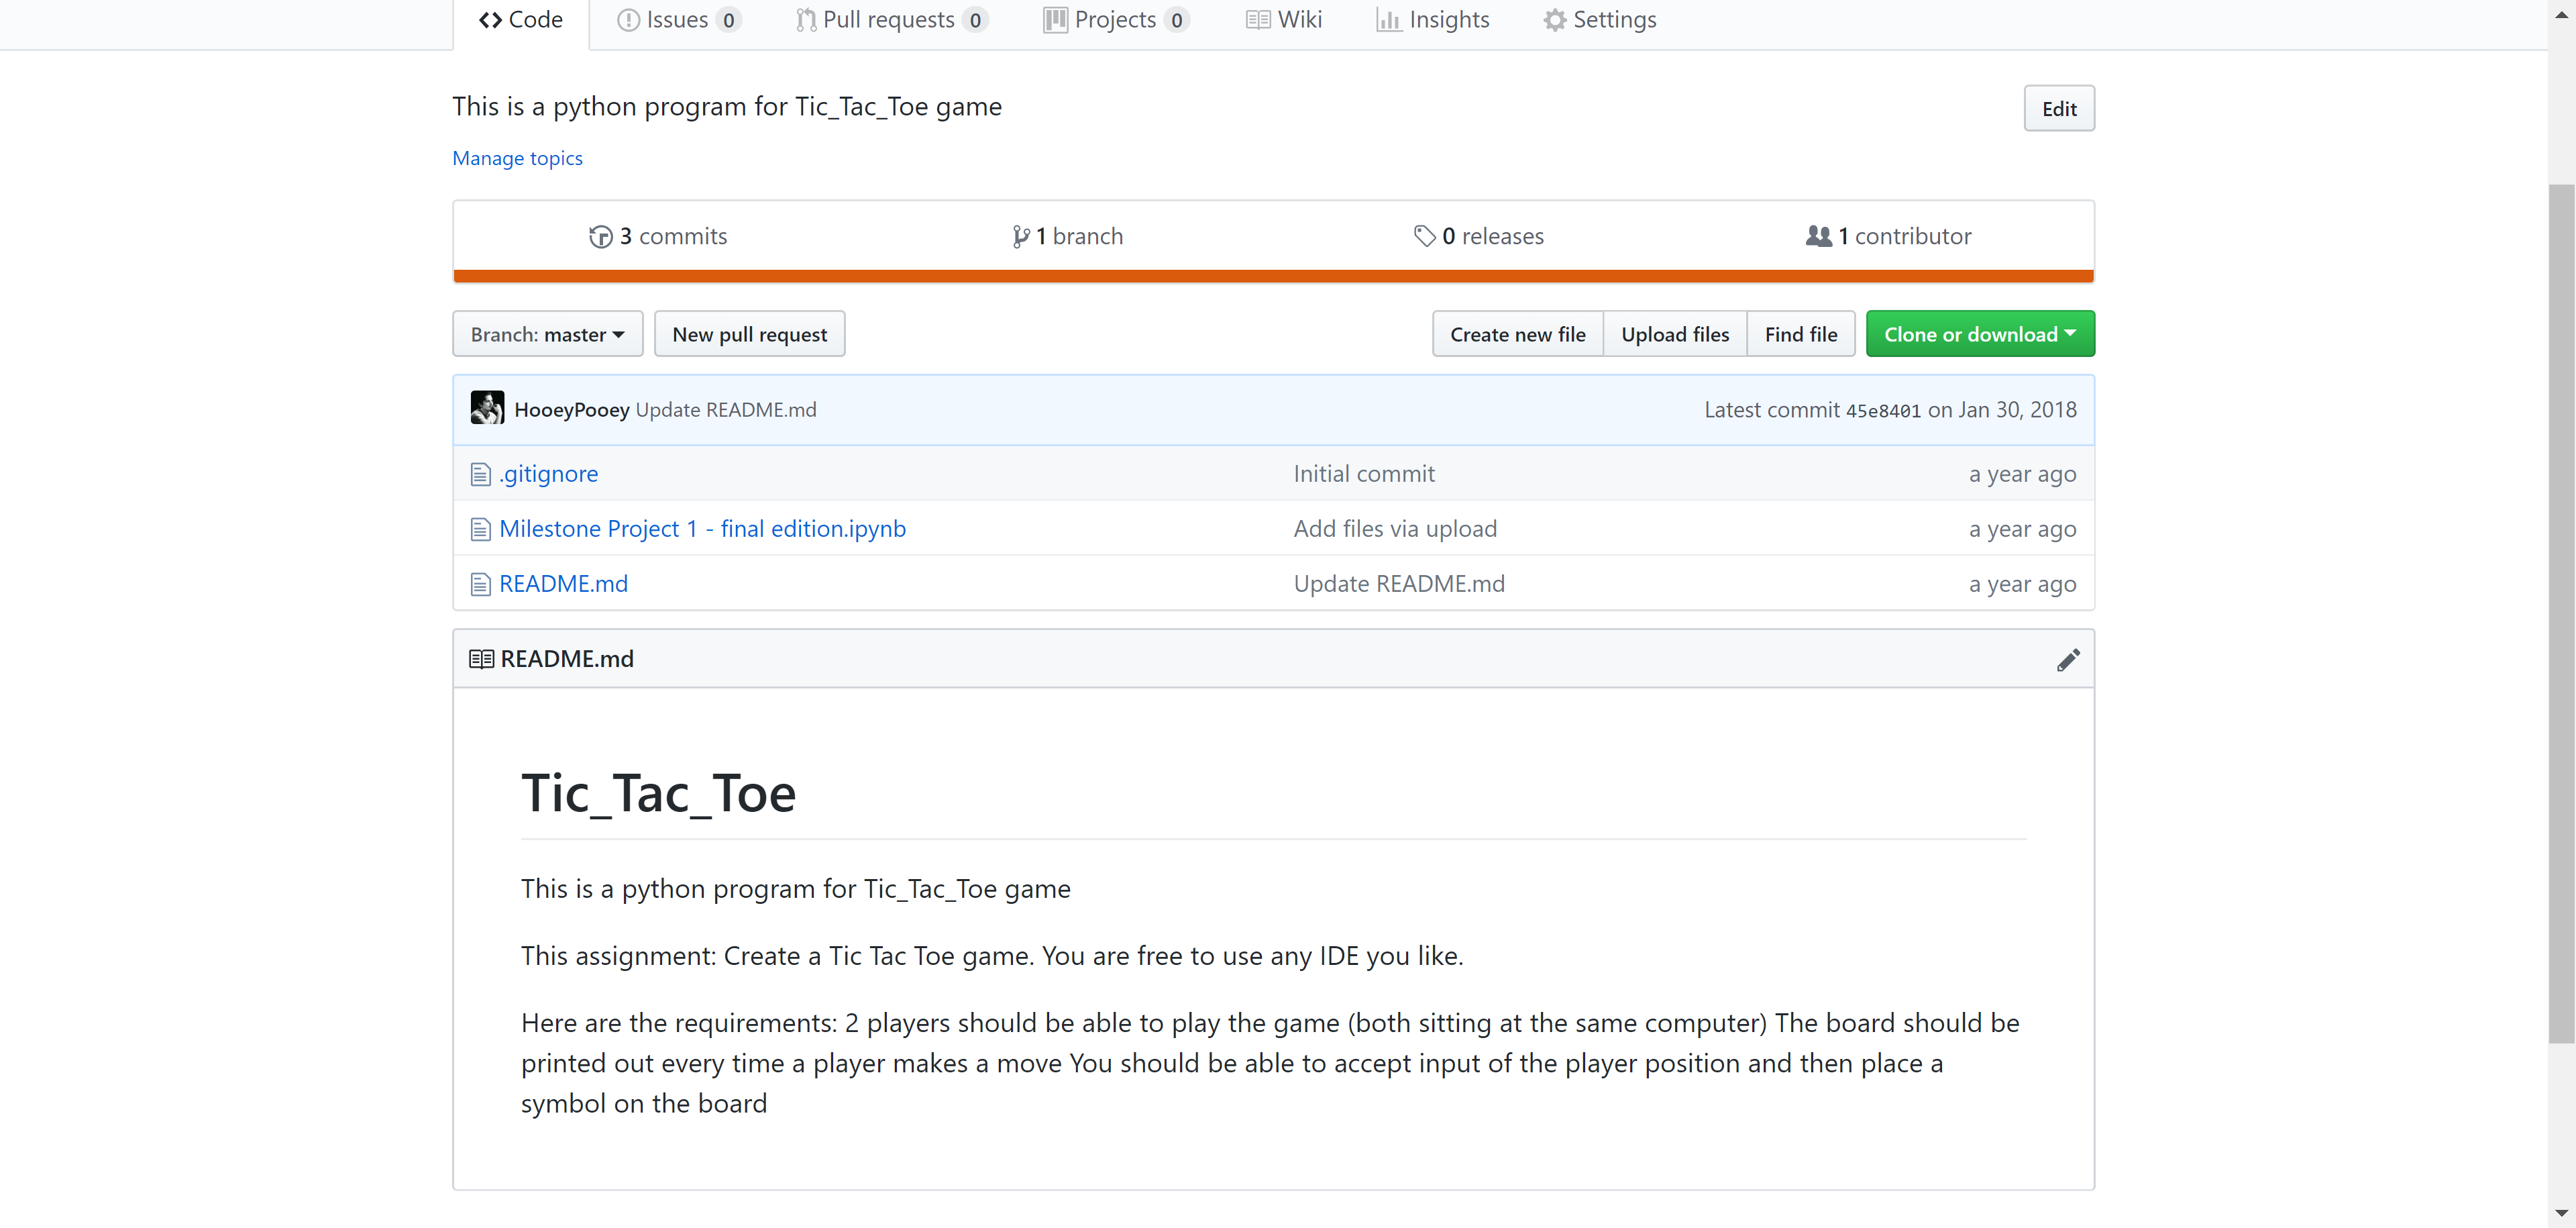 Code Issues 0 Pull requests 0 Projects 0 Wiki Insights Settings
This is a python program for Tic_Tac_Toe game Edit
Manage topics
3 commits 1 branch 0 releases 1 contributor
Branch: master New pull request Create new file Upload files Find file Clone or download
HooeyPooey Update README.md Latest commit 45e8401 on Jan 30, 2018
.gitignore Initial commit a year ago
Milestone Project 1 - final edition.ipynb Add files via upload a year ago
README.md Update README.md a year ago
README.md
Tic_Tac_Toe
This is a python program for Tic_Tac_Toe game
This assignment: Create a Tic Tac Toe game. You are free to use any IDE you like.
Here are the requirements: 2 players should be able to play the game (both sitting at the same computer) The board should be
printed out every time a player makes a move You should be able to accept input of the player position and then place a
symbol on the board